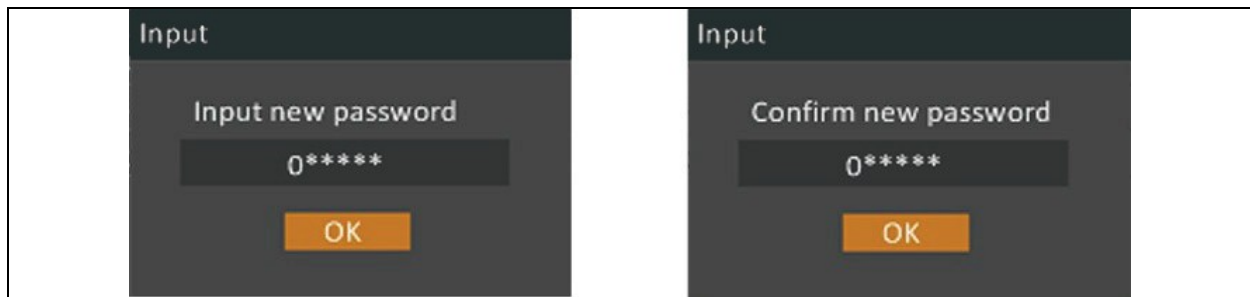 Input
Input new password
0*****
OK
Input
Confirm new password
0*****
OK